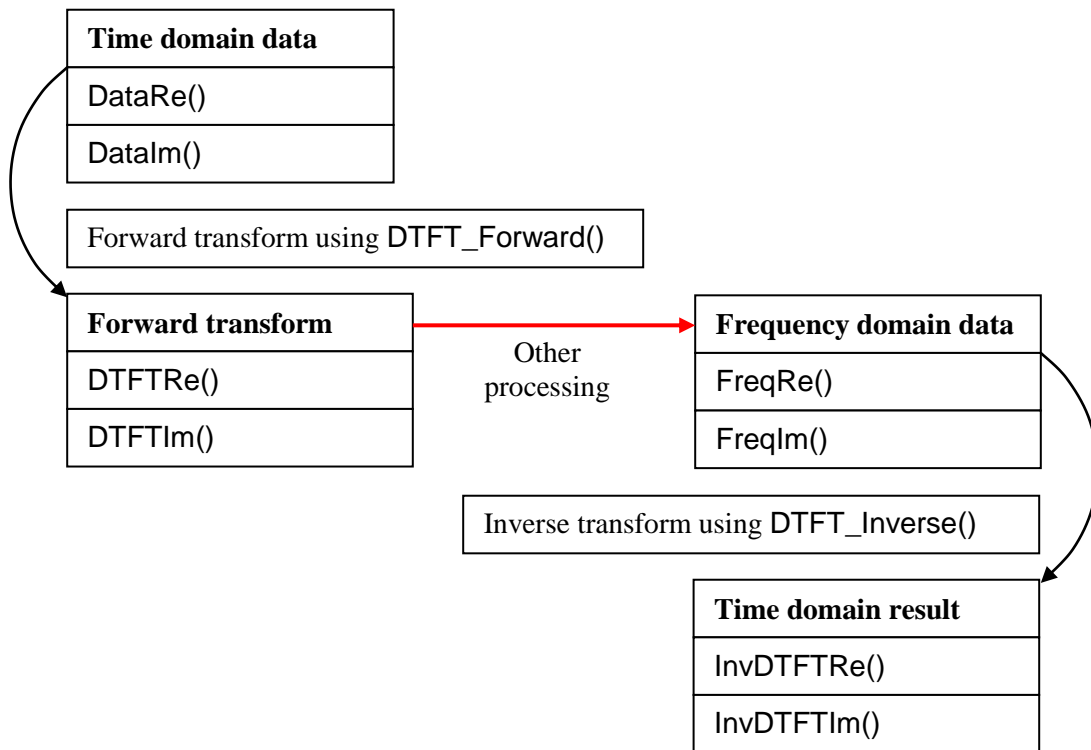 Time domain data
DataRe()
DataIm()
Forward transform using DTFT_Forward()
Forward transform
DTFTRe()
DTFTIm()
Other
processing
Frequency domain data
FreqRe()
FreqIm()
Inverse transform using DTFT_Inverse()
Time domain result
InvDTFTRe()
InvDTFTIm()